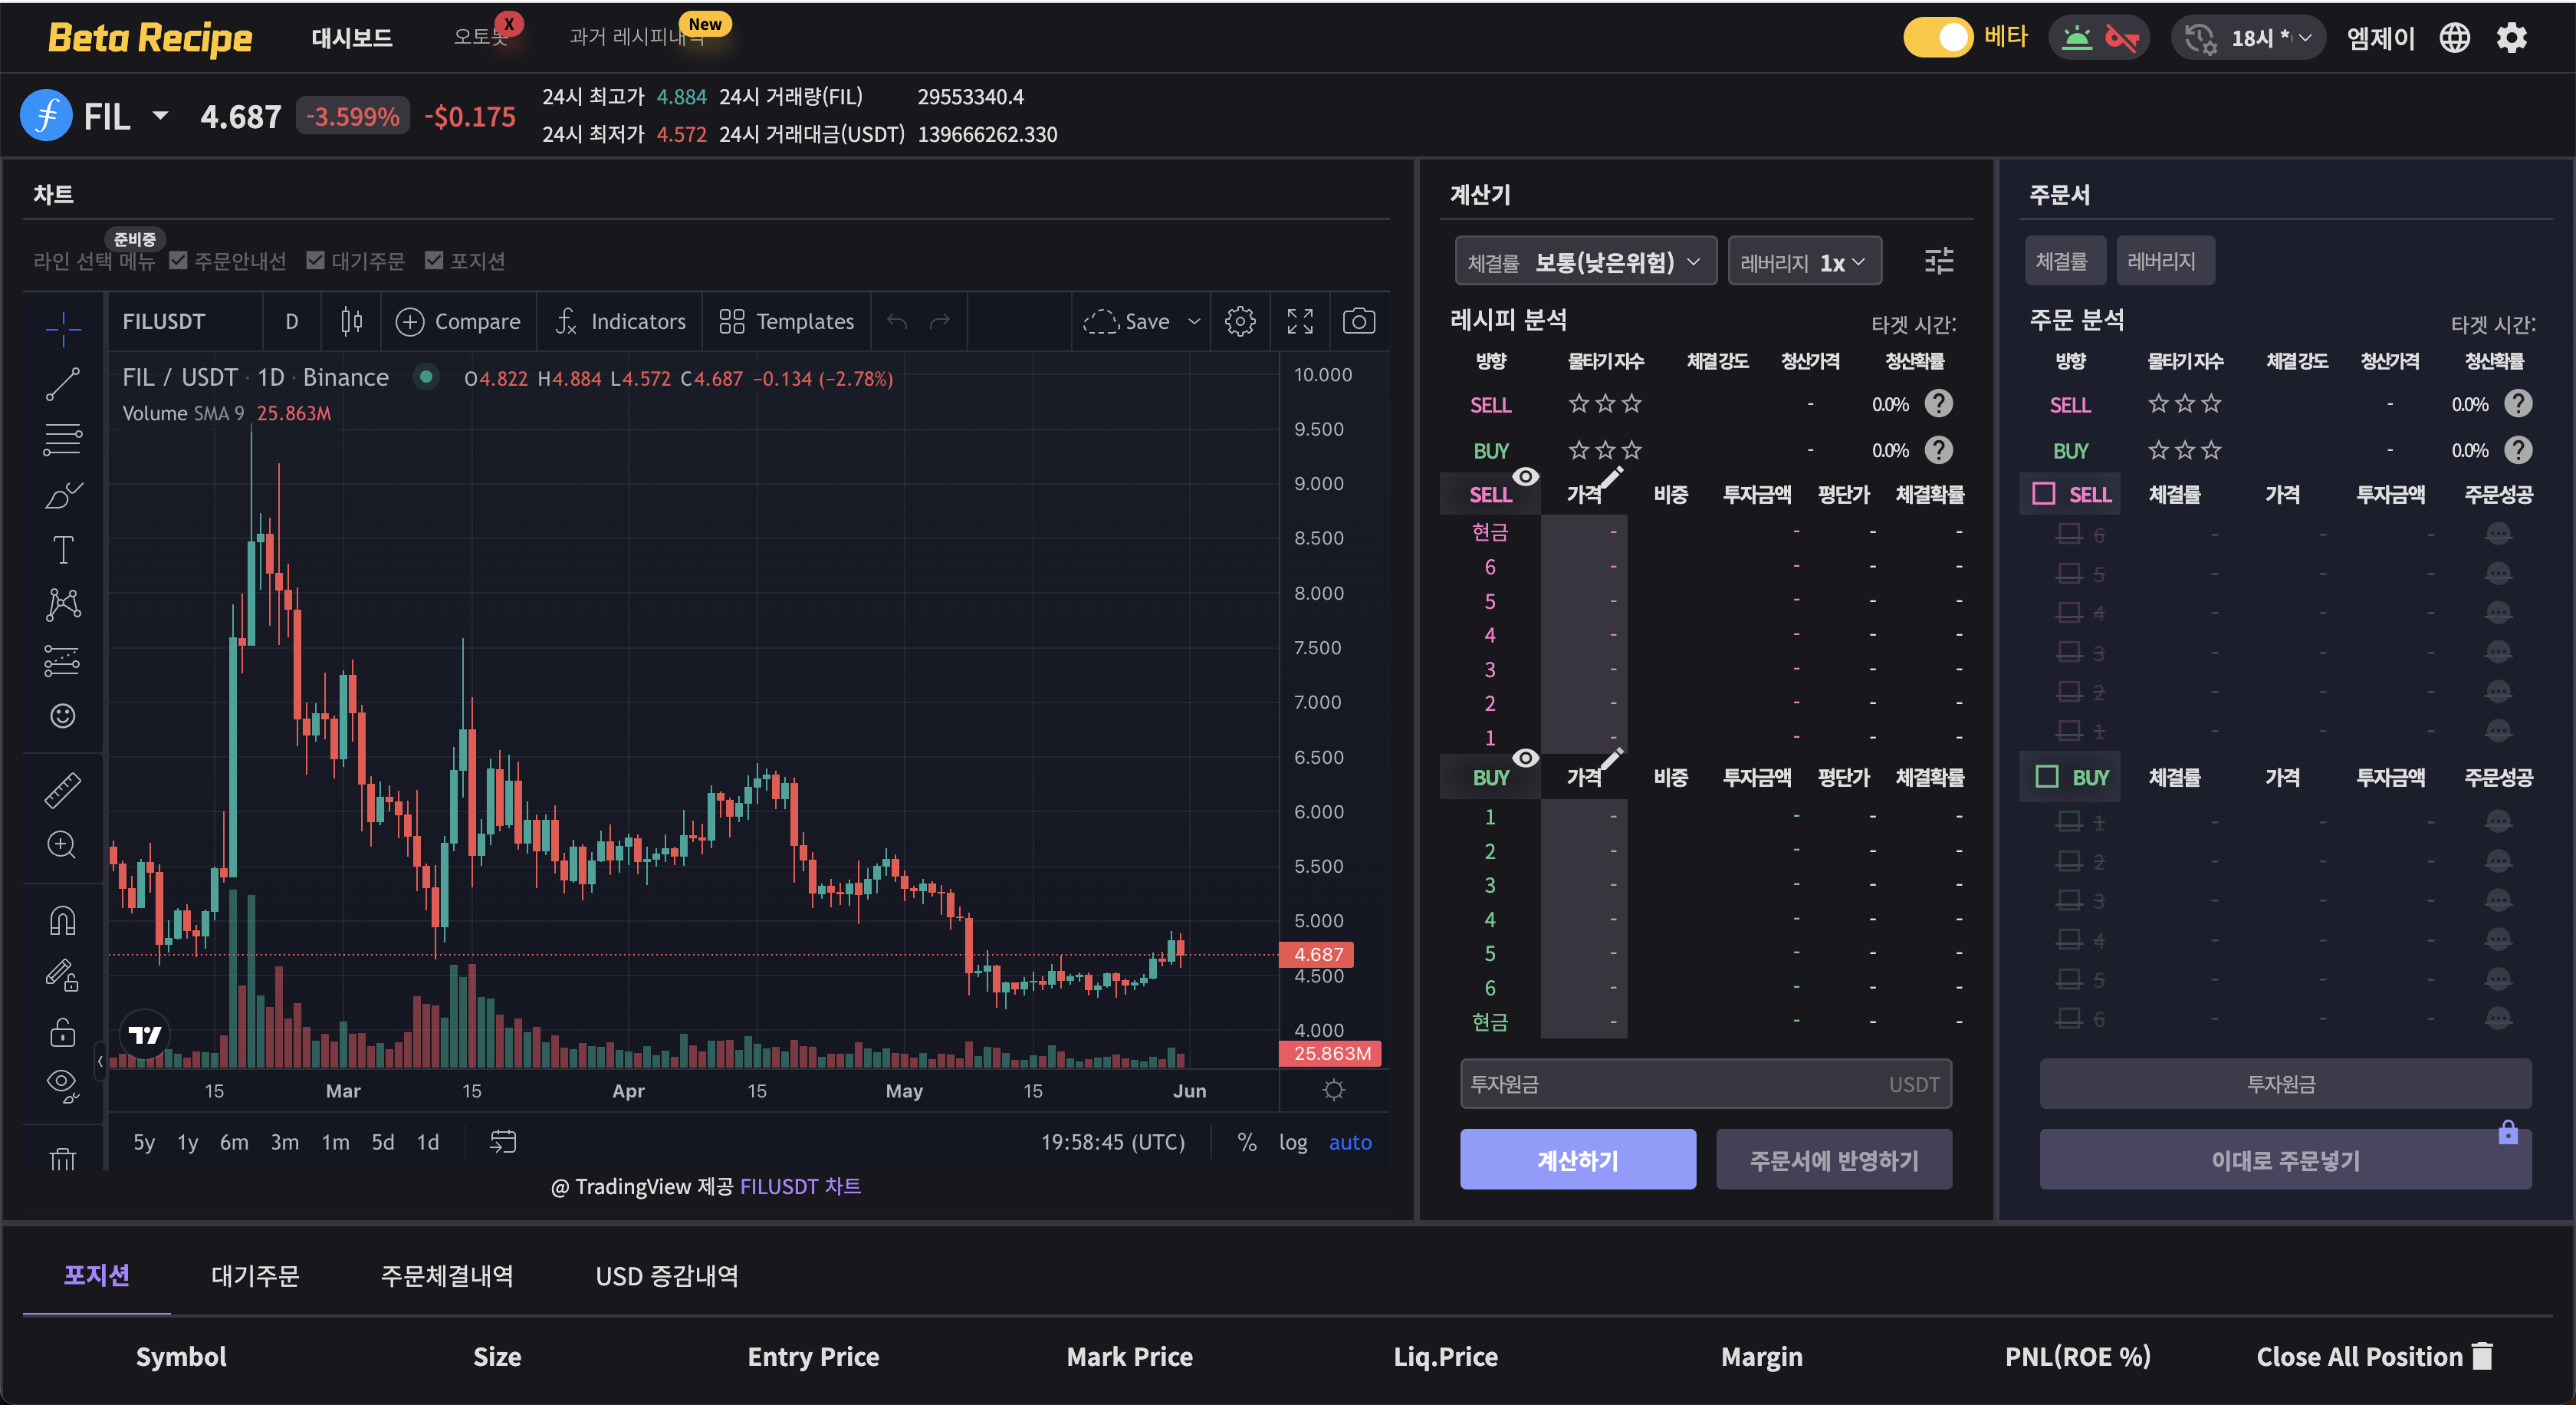 Beta Recipe 대시보드 오토봇 X 과거 레시피내역 New 베타 18시 * 엠제이
FIL 4.687 -3.599% -$0.175
24시 최고가 4.884 24시 거래량(FIL) 29553340.4
24시 최저가 4.572 24시 거래대금(USDT) 139666262.330
차트
준비중
라인 선택 메뉴 주문안내선 대기주문 포지션
FILUSDT D Compare Indicators Templates Save
FIL / USDT · 1D · Binance O4.822 H4.884 L4.572 C4.687 −0.134 (−2.78%)
Volume SMA 9 25.863M
10.000
9.500
9.000
8.500
8.000
7.500
7.000
6.500
6.000
5.500
5.000
4.687
4.500
4.000
25.863M
15 Mar 15 Apr 15 May 15 Jun
5y 1y 6m 3m 1m 5d 1d 19:58:45 (UTC) % log auto
@ TradingView 제공 FILUSDT 차트
계산기
체결률 보통(낮은위험) 레버리지 1x
레시피 분석 타겟 시간:
방향 물타기 지수 체결 강도 청산가격 청산확률
SELL ☆☆☆ - 0.0% ?
BUY ☆☆☆ - 0.0% ?
SELL 가격 비중 투자금액 평단가 체결확률
현금 - - - -
6 - - - -
5 - - - -
4 - - - -
3 - - - -
2 - - - -
1 - - - -
BUY 가격 비중 투자금액 평단가 체결확률
1 - - - -
2 - - - -
3 - - - -
4 - - - -
5 - - - -
6 - - - -
현금 - - - -
투자원금 USDT
계산하기 주문서에 반영하기
주문서
체결률 레버리지
주문 분석 타겟 시간:
방향 물타기 지수 체결 강도 청산가격 청산확률
SELL ☆☆☆ - 0.0% ?
BUY ☆☆☆ - 0.0% ?
SELL 체결률 가격 투자금액 주문성공
6 - - -
5 - - -
4 - - -
3 - - -
2 - - -
1 - - -
BUY 체결률 가격 투자금액 주문성공
1 - - -
2 - - -
3 - - -
4 - - -
5 - - -
6 - - -
투자원금
이대로 주문넣기
포지션 대기주문 주문체결내역 USD 증감내역
Symbol Size Entry Price Mark Price Liq.Price Margin PNL(ROE %) Close All Position